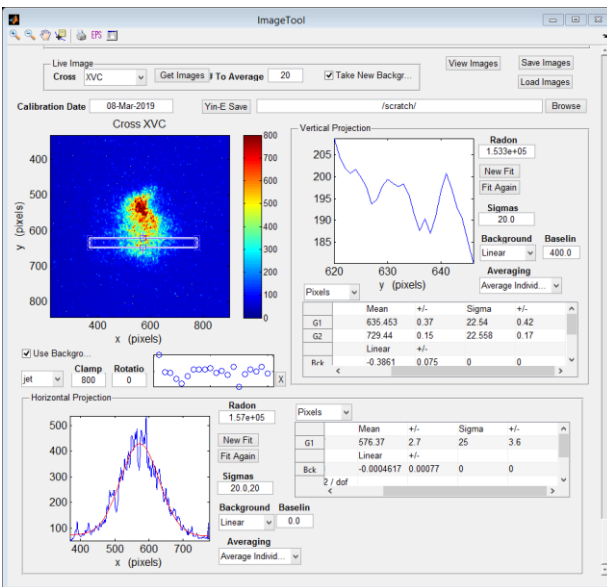 ImageTool
EPS
Live Image
Cross XVC Get Images # To Average 20 Take New Backgr... View Images Save Images
Load Images
Calibration Date 08-Mar-2019 Yin-E Save /scratch/ Browse
Cross XVC
800
700
600
500
400
300
200
100
0
330
430
530
630
700
800
y (pixels)
400 600 800
x (pixels)
Vertical Projection
205
200
195
190
185
620 630 640
y (pixels)
Radon
1.533e+05
New Fit
Fit Again
Sigmas
20.0
Background Baselin
Linear 400.0
Averaging
Average Individ...
Pixels
Mean +/- Sigma +/-
G1 635.453 0.37 22.54 0.42
G2 729.44 0.15 22.558 0.17
Linear +/-
Bck -0.3861 0.075 0 0
Use Backgro...
jet Clamp Rotatio
800 0 X
Horizontal Projection
500
400
300
200
100
400 500 600 700
x (pixels)
Radon
1.57e+05
New Fit
Fit Again
Sigmas
20.0,20
Background Baselin
Linear 0.0
Averaging
Average Individ...
Pixels
Mean +/- Sigma +/-
G1 576.37 2.7 25 3.6
Linear +/-
Bck -0.0004617 0.00077 0 0
2 / dof